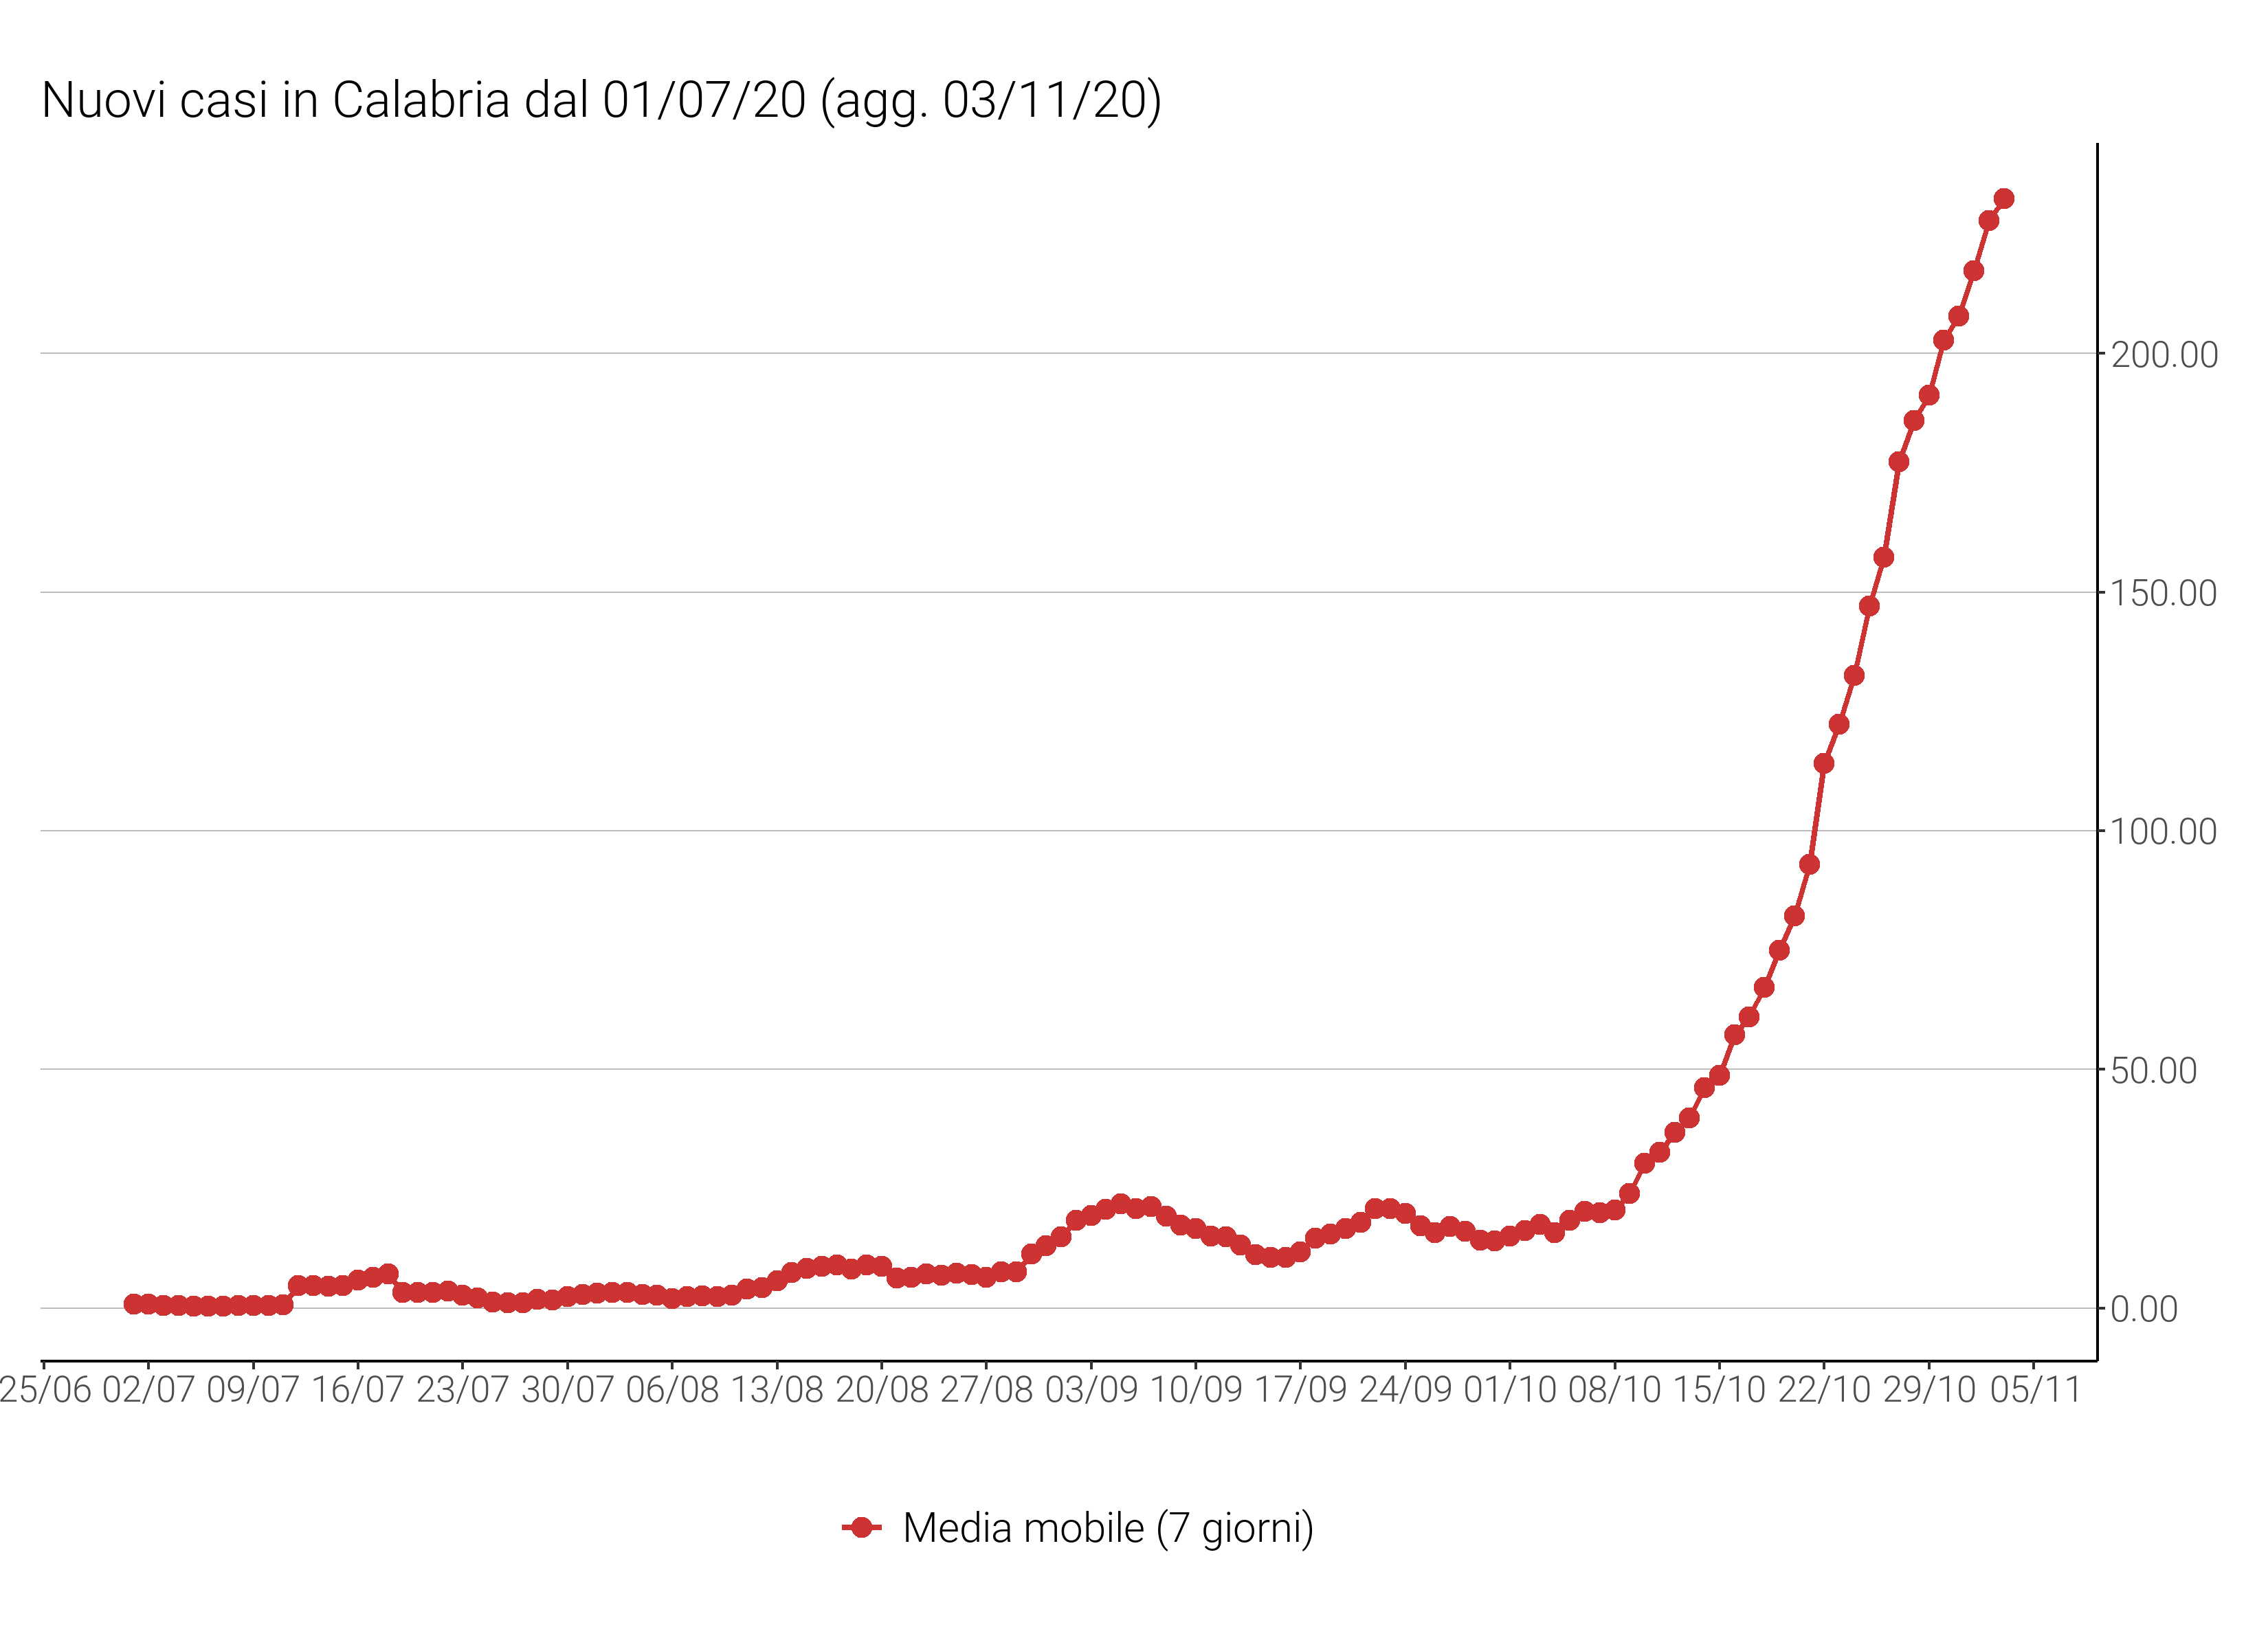 Nuovi casi in Calabria dal 01/07/20 (agg. 03/11/20)
200.00
150.00
100.00
50.00
0.00
25/06 02/07 09/07 16/07 23/07 30/07 06/08 13/08 20/08 27/08 03/09 10/09 17/09 24/09 01/10 08/10 15/10 22/10 29/10 05/11
Media mobile (7 giorni)